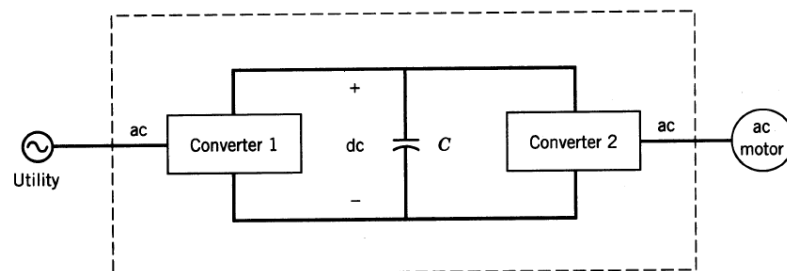 ac
Utility
Converter 1
+
dc
−
C
Converter 2
ac
ac
motor